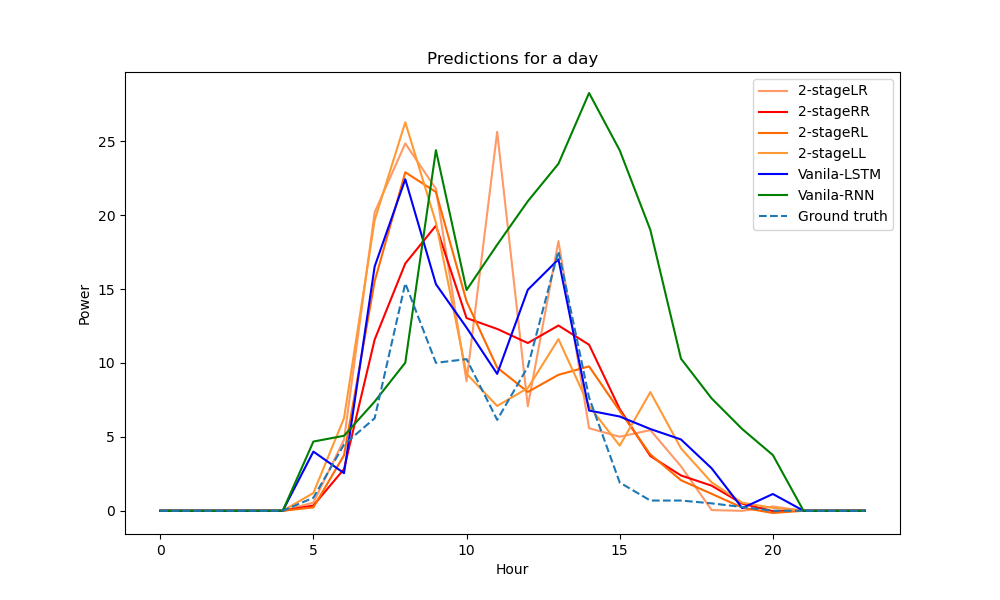 Predictions for a day
2-stageLR
2-stageRR
2-stageRL
2-stageLL
Vanila-LSTM
Vanila-RNN
Ground truth
Power
25
20
15
10
5
0
0 5 10 15 20
Hour